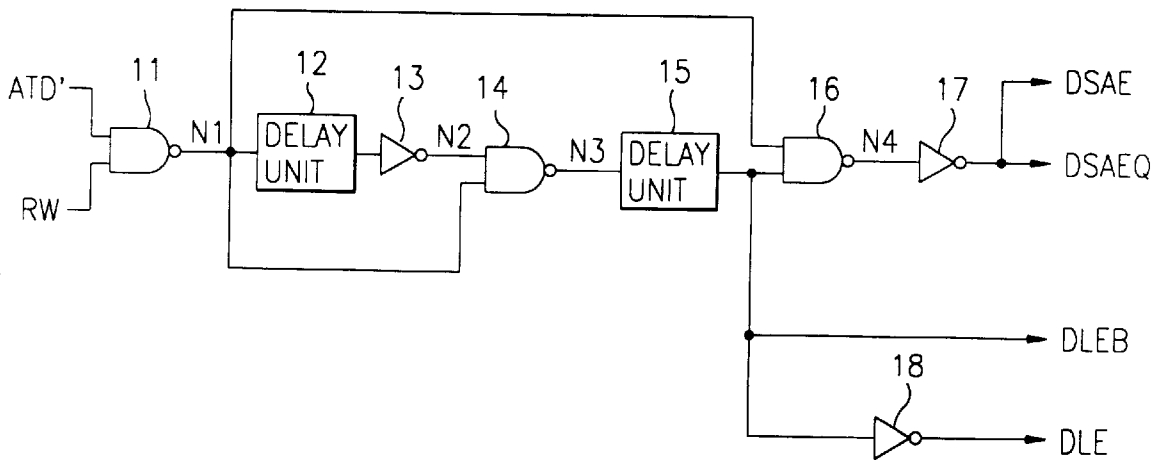 11
12
13
14
15
16
17
18
ATD'
RW
N1
DELAY
UNIT
N2
N3
DELAY
UNIT
N4
DSAE
DSAEQ
DLEB
DLE